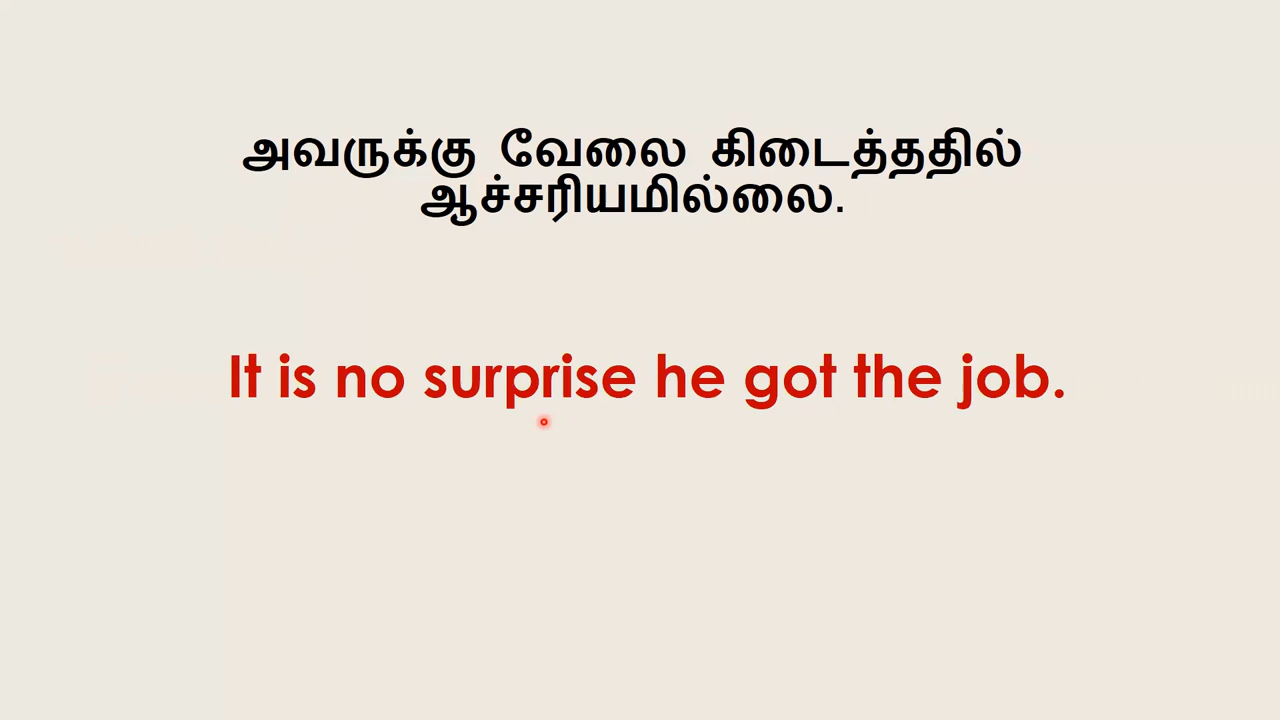 அவருக்கு வேலை கிடைத்ததில்
ஆச்சரியமில்லை.
It is no surprise he got the job.